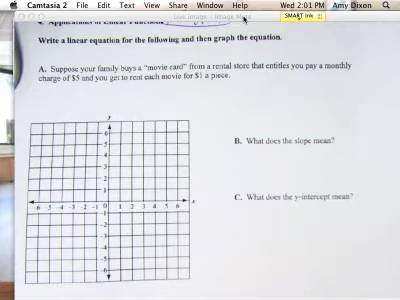 Camtasia 2 File Edit View Share Window Help Wed 2:01 PM Amy Dixon
Live Image - Image Mate
SMART Ink
Applications of Linear Functions
Write a linear equation for the following and then graph the equation.
A. Suppose your family buys a “movie card” from a rental store that entitles you pay a monthly
charge of $5 and you get to rent each movie for $1 a piece.
B. What does the slope mean?
C. What does the y-intercept mean?
y
6
5
4
3
2
1
-6 -5 -4 -3 -2 -1 0 1 2 3 4 5 6 x
-1
-2
-3
-4
-5
-6